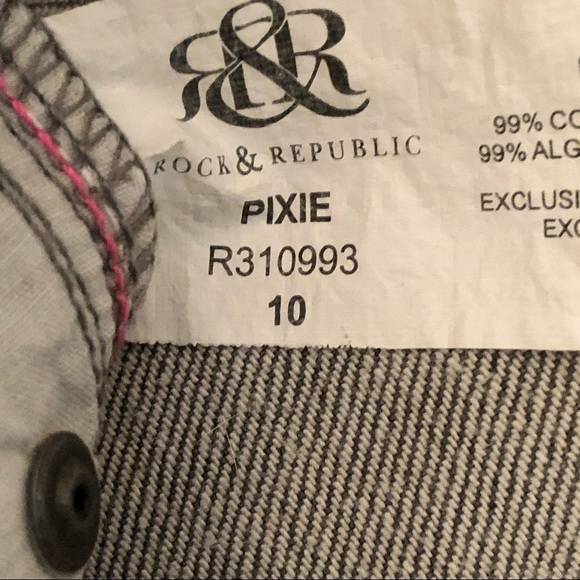 R&R
ROCK & REPUBLIC
PIXIE
R310993
10
99% CO
99% ALG
EXCLUSI
EXC